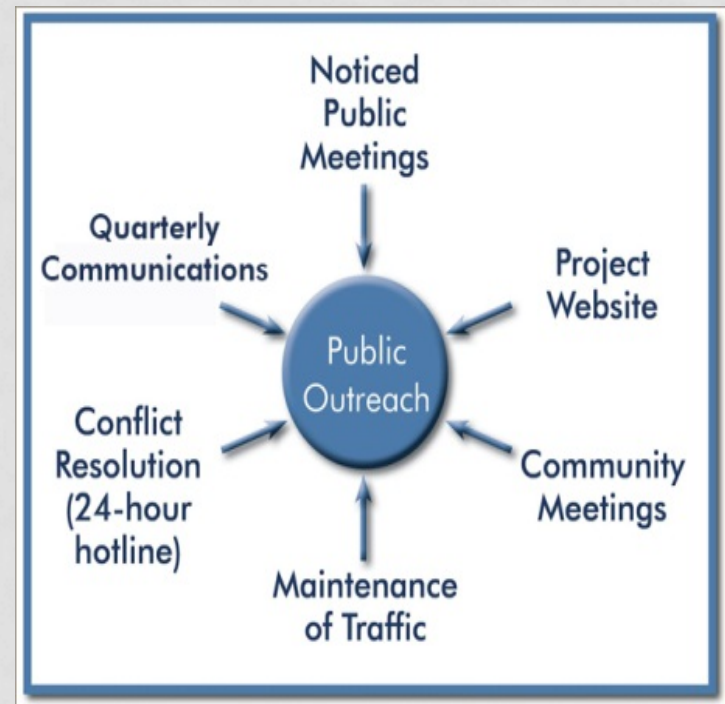 Noticed
Public
Meetings
Quarterly
Communications
Project
Website
Public
Outreach
Conflict
Resolution
(24-hour
hotline)
Community
Meetings
Maintenance
of Traffic